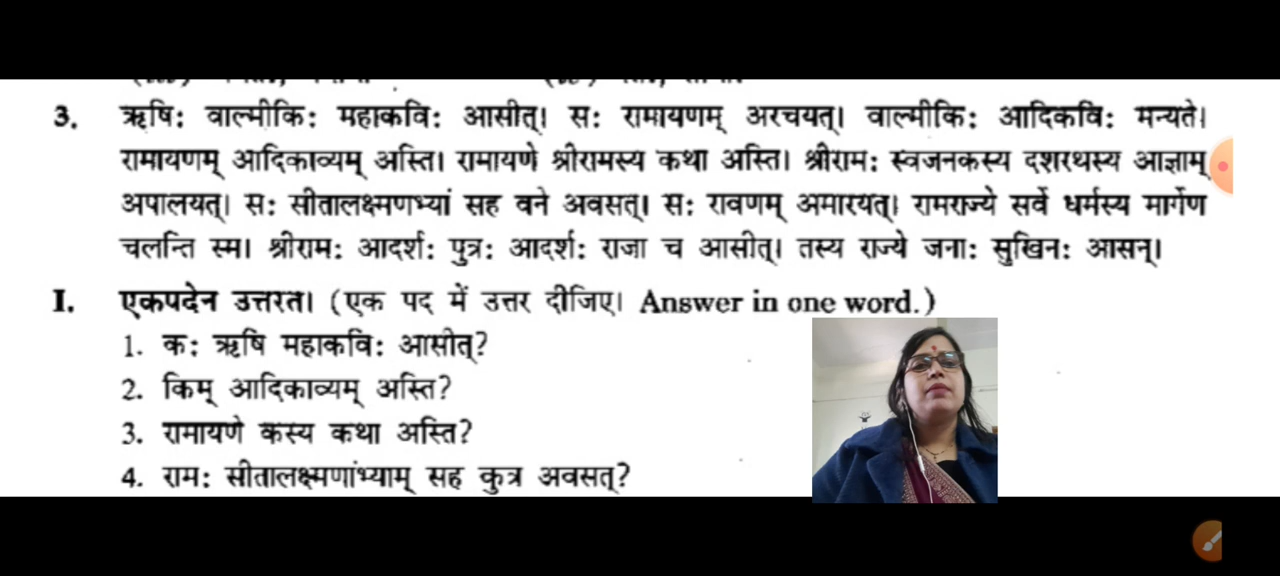 3. ऋषिः वाल्मीकिः महाकविः आसीत्। सः रामायणम् अरचयत्। वाल्मीकिः आदिकविः मन्यते।
रामायणम् आदिकाव्यम् अस्ति। रामायणे श्रीरामस्य कथा अस्ति। श्रीरामः स्वजनकस्य दशरथस्य आज्ञाम्
अपालयत्। सः सीतालक्ष्मणभ्यां सह वने अवसत्। सः रावणम् अमारयत्। रामराज्ये सर्वे धर्मस्य मार्गेण
चलन्ति स्म। श्रीरामः आदर्शः पुत्रः आदर्शः राजा च आसीत्। तस्य राज्ये जनाः सुखिनः आसन्।
I. एकपदेन उत्तरत। (एक पद में उत्तर दीजिए। Answer in one word.)
1. कः ऋषि महाकविः आसीत्?
2. किम् आदिकाव्यम् अस्ति?
3. रामायणे कस्य कथा अस्ति?
4. रामः सीतालक्ष्मणांभ्याम् सह कुत्र अवसत्?